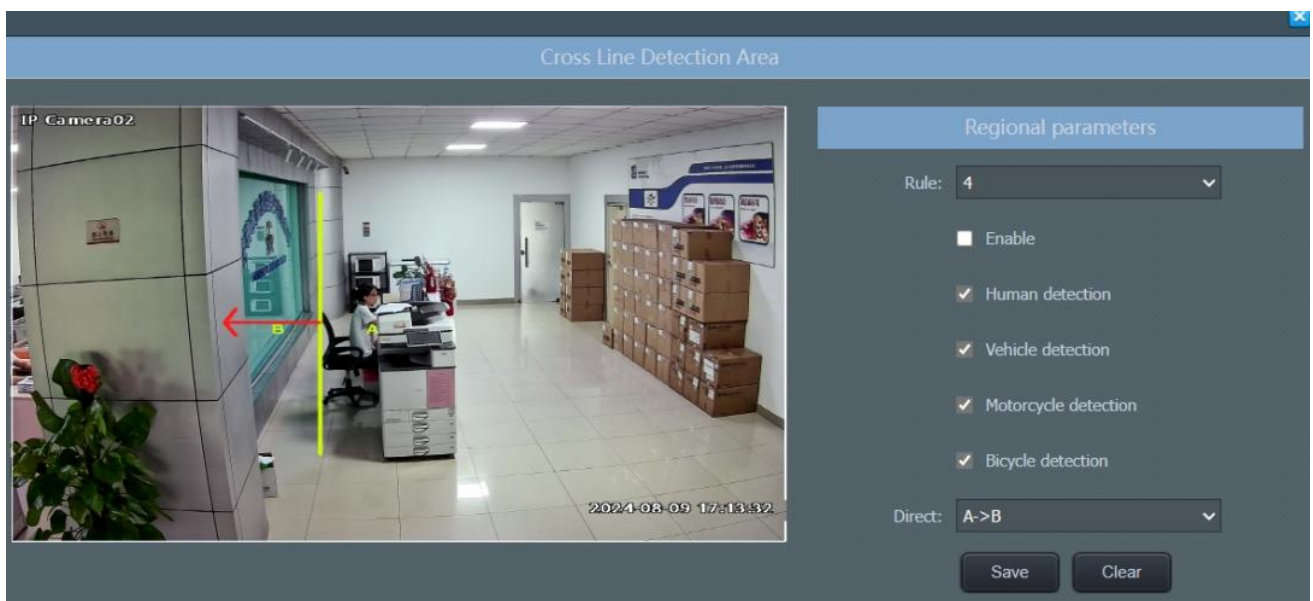 Cross Line Detection Area
IP Camera02
B
A
2024-08-09 17:13:32
Regional parameters
Rule: 4
Enable
Human detection
Vehicle detection
Motorcycle detection
Bicycle detection
Direct: A->B
Save Clear